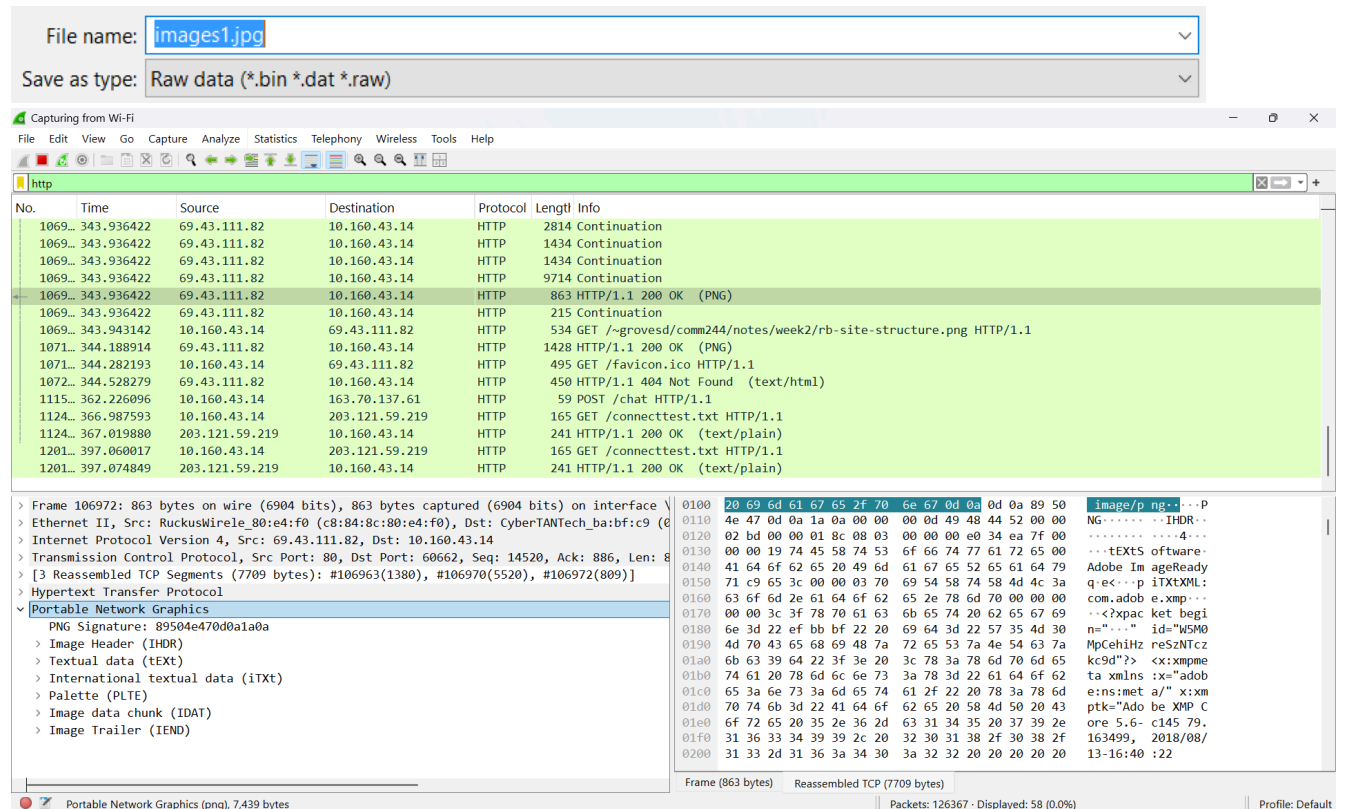 File name: images1.jpg
Save as type: Raw data (*.bin *.dat *.raw)
Capturing from Wi-Fi
File Edit View Go Capture Analyze Statistics Telephony Wireless Tools Help
http
No. Time Source Destination Protocol Lengtl Info
1069… 343.936422 69.43.111.82 10.160.43.14 HTTP 2814 Continuation
1069… 343.936422 69.43.111.82 10.160.43.14 HTTP 1434 Continuation
1069… 343.936422 69.43.111.82 10.160.43.14 HTTP 1434 Continuation
1069… 343.936422 69.43.111.82 10.160.43.14 HTTP 9714 Continuation
1069… 343.936422 69.43.111.82 10.160.43.14 HTTP 863 HTTP/1.1 200 OK (PNG)
1069… 343.936422 69.43.111.82 10.160.43.14 HTTP 215 Continuation
1069… 343.943142 10.160.43.14 69.43.111.82 HTTP 534 GET /~grovesd/comm244/notes/week2/rb-site-structure.png HTTP/1.1
1071… 344.188914 69.43.111.82 10.160.43.14 HTTP 1428 HTTP/1.1 200 OK (PNG)
1071… 344.282193 10.160.43.14 69.43.111.82 HTTP 495 GET /favicon.ico HTTP/1.1
1072… 344.528279 69.43.111.82 10.160.43.14 HTTP 450 HTTP/1.1 404 Not Found (text/html)
1115… 362.226096 10.160.43.14 163.70.137.61 HTTP 59 POST /chat HTTP/1.1
1124… 366.987593 10.160.43.14 203.121.59.219 HTTP 165 GET /connecttest.txt HTTP/1.1
1124… 367.019880 203.121.59.219 10.160.43.14 HTTP 241 HTTP/1.1 200 OK (text/plain)
1201… 397.060017 10.160.43.14 203.121.59.219 HTTP 165 GET /connecttest.txt HTTP/1.1
1201… 397.074849 203.121.59.219 10.160.43.14 HTTP 241 HTTP/1.1 200 OK (text/plain)
> Frame 106972: 863 bytes on wire (6904 bits), 863 bytes captured (6904 bits) on interface \
> Ethernet II, Src: RuckusWirele_80:e4:f0 (c8:84:8c:80:e4:f0), Dst: CyberTANTech_ba:bf:c9 (0
> Internet Protocol Version 4, Src: 69.43.111.82, Dst: 10.160.43.14
> Transmission Control Protocol, Src Port: 80, Dst Port: 60662, Seq: 14520, Ack: 886, Len: 8
> [3 Reassembled TCP Segments (7709 bytes): #106963(1380), #106970(5520), #106972(809)]
> Hypertext Transfer Protocol
Portable Network Graphics
PNG Signature: 89504e470d0a1a0a
> Image Header (IHDR)
> Textual data (tEXt)
> International textual data (iTXt)
> Palette (PLTE)
> Image data chunk (IDAT)
> Image Trailer (IEND)
0100 20 69 6d 61 67 65 2f 70 6e 67 0d 0a 0d 0a 89 50 image/p ng·····P
0110 4e 47 0d 0a 1a 0a 00 00 00 0d 49 48 44 52 00 00 NG······ ··IHDR··
0120 02 bd 00 00 01 8c 08 03 00 00 00 e0 34 ea 7f 00 ········ ····4···
0130 00 00 19 74 45 58 74 53 6f 66 74 77 61 72 65 00 ···tEXtS oftware·
0140 41 64 6f 62 65 20 49 6d 61 67 65 52 65 61 64 79 Adobe Im ageReady
0150 71 c9 65 3c 00 00 03 70 69 54 58 74 58 4d 4c 3a q·e<···p iTXtXML:
0160 63 6f 6d 2e 61 64 6f 62 65 2e 78 6d 70 00 00 00 com.adob e.xmp···
0170 00 00 3c 3f 78 70 61 63 6b 65 74 20 62 65 67 69 ··<?xpac ket begi
0180 6e 3d 22 ef bb bf 22 20 69 64 3d 22 57 35 4d 30 n="···" id="W5M0
0190 4d 70 43 65 68 69 48 7a 72 65 53 7a 4e 54 63 7a MpCehiHz reSzNTcz
01a0 6b 63 39 64 22 3f 3e 20 3c 78 3a 78 6d 70 6d 65 kc9d"?> <x:xmpme
01b0 74 61 20 78 6d 6c 6e 73 3a 78 3d 22 61 64 6f 62 ta xmlns :x="adob
01c0 65 3a 6e 73 3a 6d 65 74 61 2f 22 20 78 3a 78 6d e:ns:met a/" x:xm
01d0 70 74 6b 3d 22 41 64 6f 62 65 20 58 4d 50 20 43 ptk="Ado be XMP C
01e0 6f 72 65 20 35 2e 36 2d 63 31 34 35 20 37 39 2e ore 5.6- c145 79.
01f0 31 36 33 34 39 39 2c 20 32 30 31 38 2f 30 38 2f 163499, 2018/08/
0200 31 33 2d 31 36 3a 34 30 3a 32 32 20 20 20 20 20 13-16:40 :22
Frame (863 bytes) Reassembled TCP (7709 bytes)
Portable Network Graphics (png), 7,439 bytes Packets: 126367 · Displayed: 58 (0.0%) Profile: Default